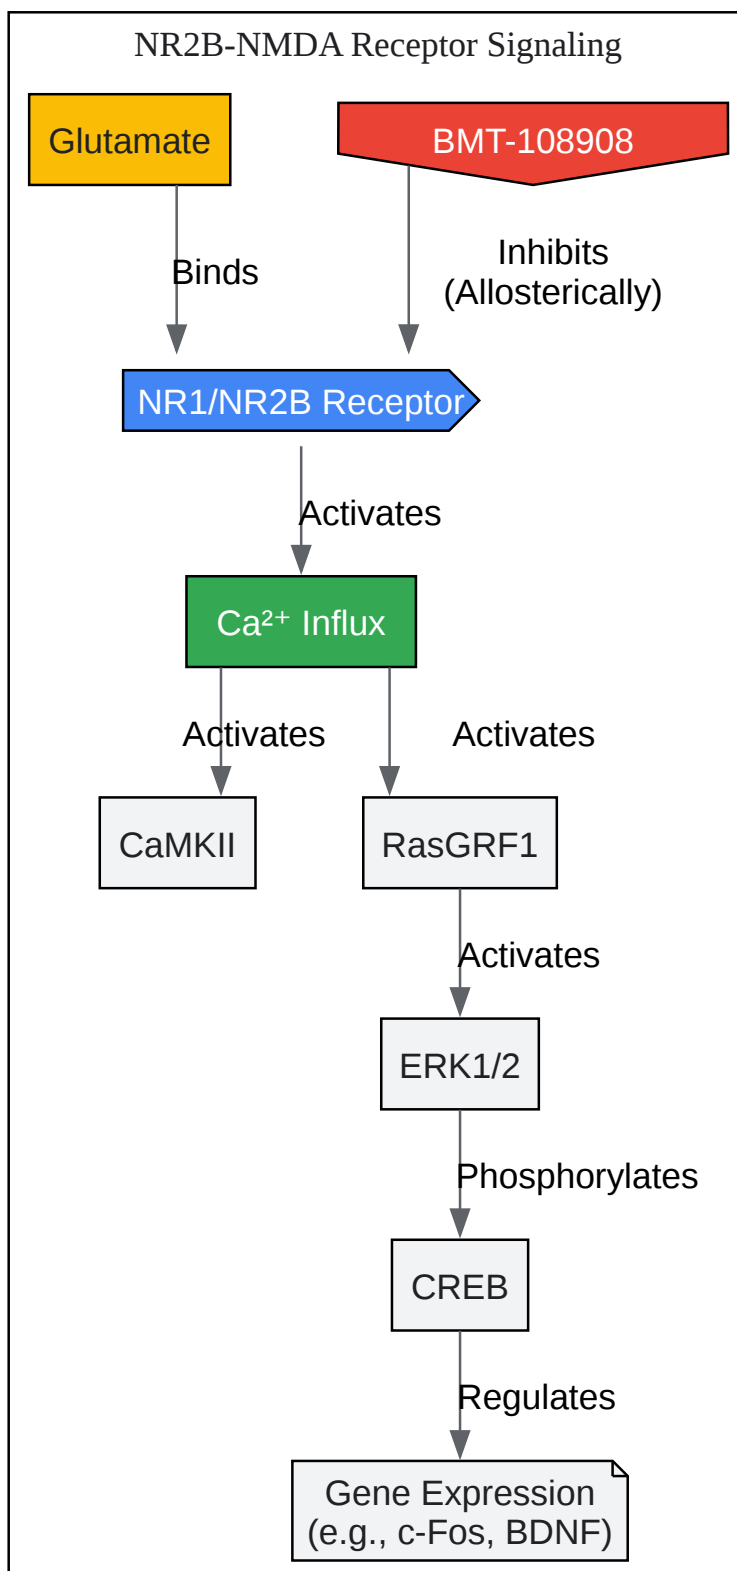 NR2B-NMDA Receptor Signaling
Glutamate
BMT-108908
Binds
Inhibits
(Allosterically)
NR1/NR2B Receptor
Activates
Ca²⁺ Influx
Activates
Activates
CaMKII
RasGRF1
Activates
ERK1/2
Phosphorylates
CREB
Regulates
Gene Expression
(e.g., c-Fos, BDNF)